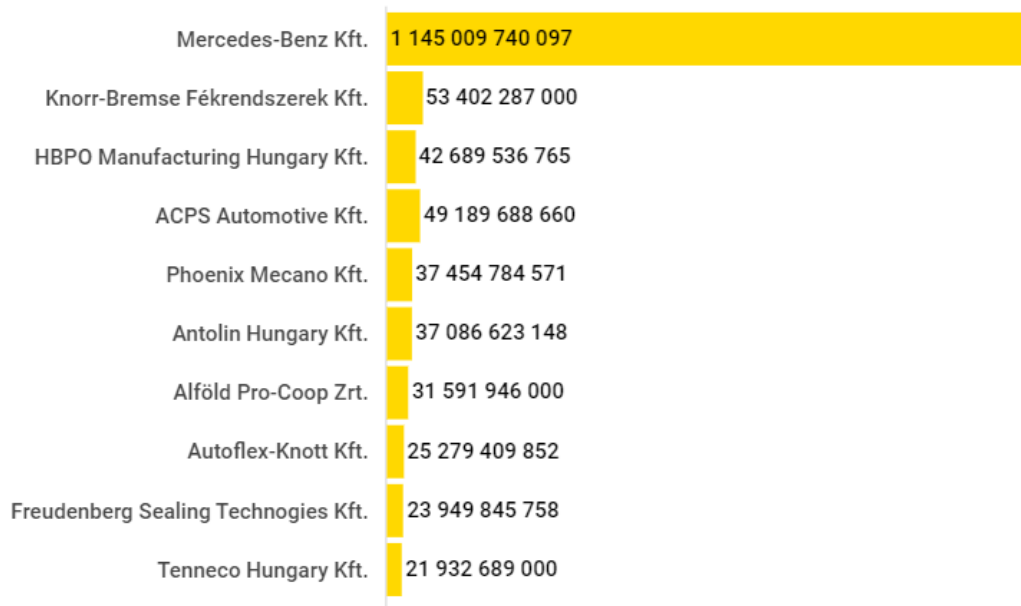 Mercedes-Benz Kft. 1 145 009 740 097
Knorr-Bremse Fékrendszerek Kft. 53 402 287 000
HBPO Manufacturing Hungary Kft. 42 689 536 765
ACPS Automotive Kft. 49 189 688 660
Phoenix Mecano Kft. 37 454 784 571
Antolin Hungary Kft. 37 086 623 148
Alföld Pro-Coop Zrt. 31 591 946 000
Autoflex-Knott Kft. 25 279 409 852
Freudenberg Sealing Technogies Kft. 23 949 845 758
Tenneco Hungary Kft. 21 932 689 000